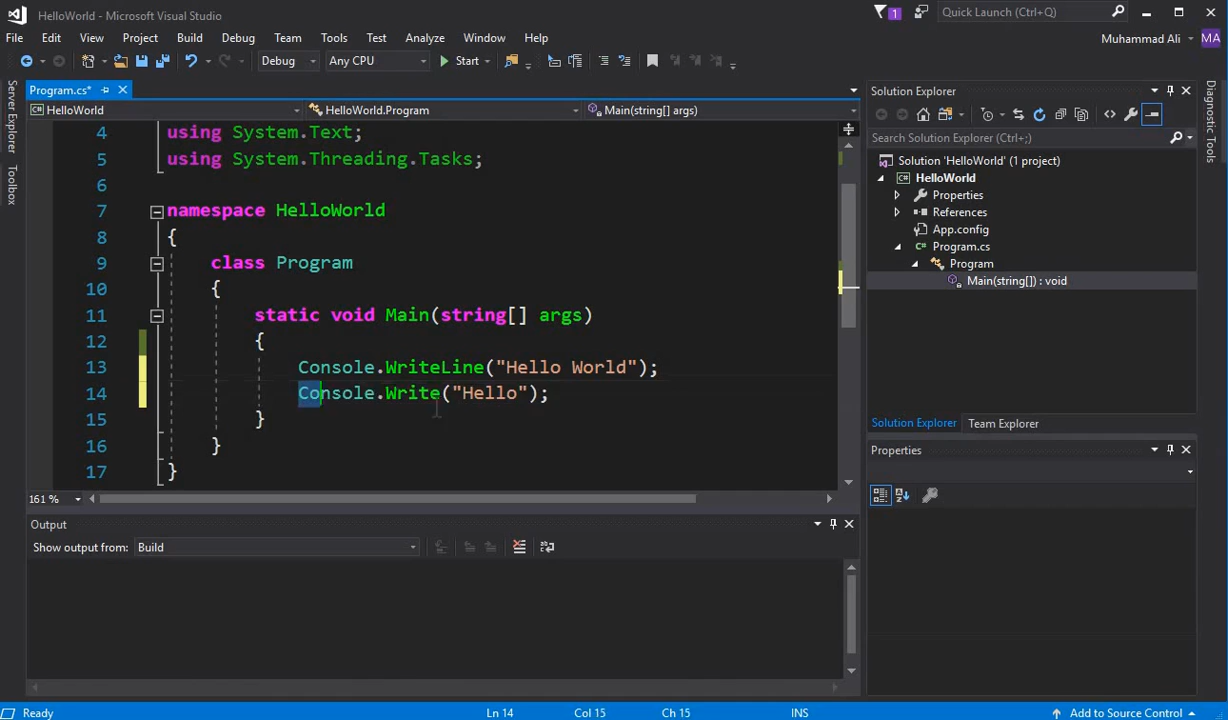 HelloWorld - Microsoft Visual Studio
1
Quick Launch (Ctrl+Q)
File Edit View Project Build Debug Team Tools Test Analyze Window Help
Muhammad Ali MA
Debug Any CPU Start
Server Explorer
Toolbox
Program.cs*
HelloWorld HelloWorld.Program Main(string[] args)
4 using System.Text;
5 using System.Threading.Tasks;
6
7 namespace HelloWorld
8 {
9 class Program
10 {
11 static void Main(string[] args)
12 {
13 Console.WriteLine("Hello World");
14 Console.Write("Hello");
15 }
16 }
17 }
161 %
Output
Show output from: Build
Solution Explorer
Search Solution Explorer (Ctrl+;)
Solution 'HelloWorld' (1 project)
C# HelloWorld
Properties
References
App.config
C# Program.cs
Program
Main(string[]) : void
Solution Explorer Team Explorer
Properties
Diagnostic Tools
Ready Ln 14 Col 15 Ch 15 INS Add to Source Control